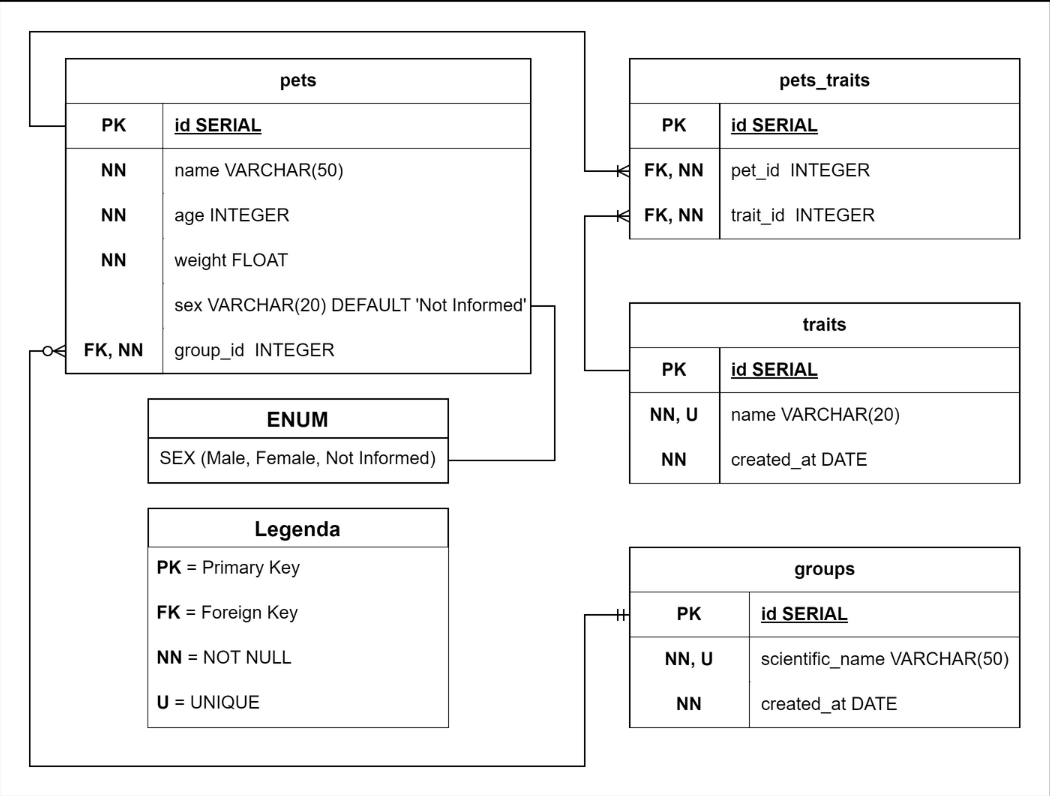 pets
PK id SERIAL
NN name VARCHAR(50)
NN age INTEGER
NN weight FLOAT
sex VARCHAR(20) DEFAULT 'Not Informed'
FK, NN group_id INTEGER
ENUM
SEX (Male, Female, Not Informed)
Legenda
PK = Primary Key
FK = Foreign Key
NN = NOT NULL
U = UNIQUE
pets_traits
PK id SERIAL
FK, NN pet_id INTEGER
FK, NN trait_id INTEGER
traits
PK id SERIAL
NN, U name VARCHAR(20)
NN created_at DATE
groups
PK id SERIAL
NN, U scientific_name VARCHAR(50)
NN created_at DATE